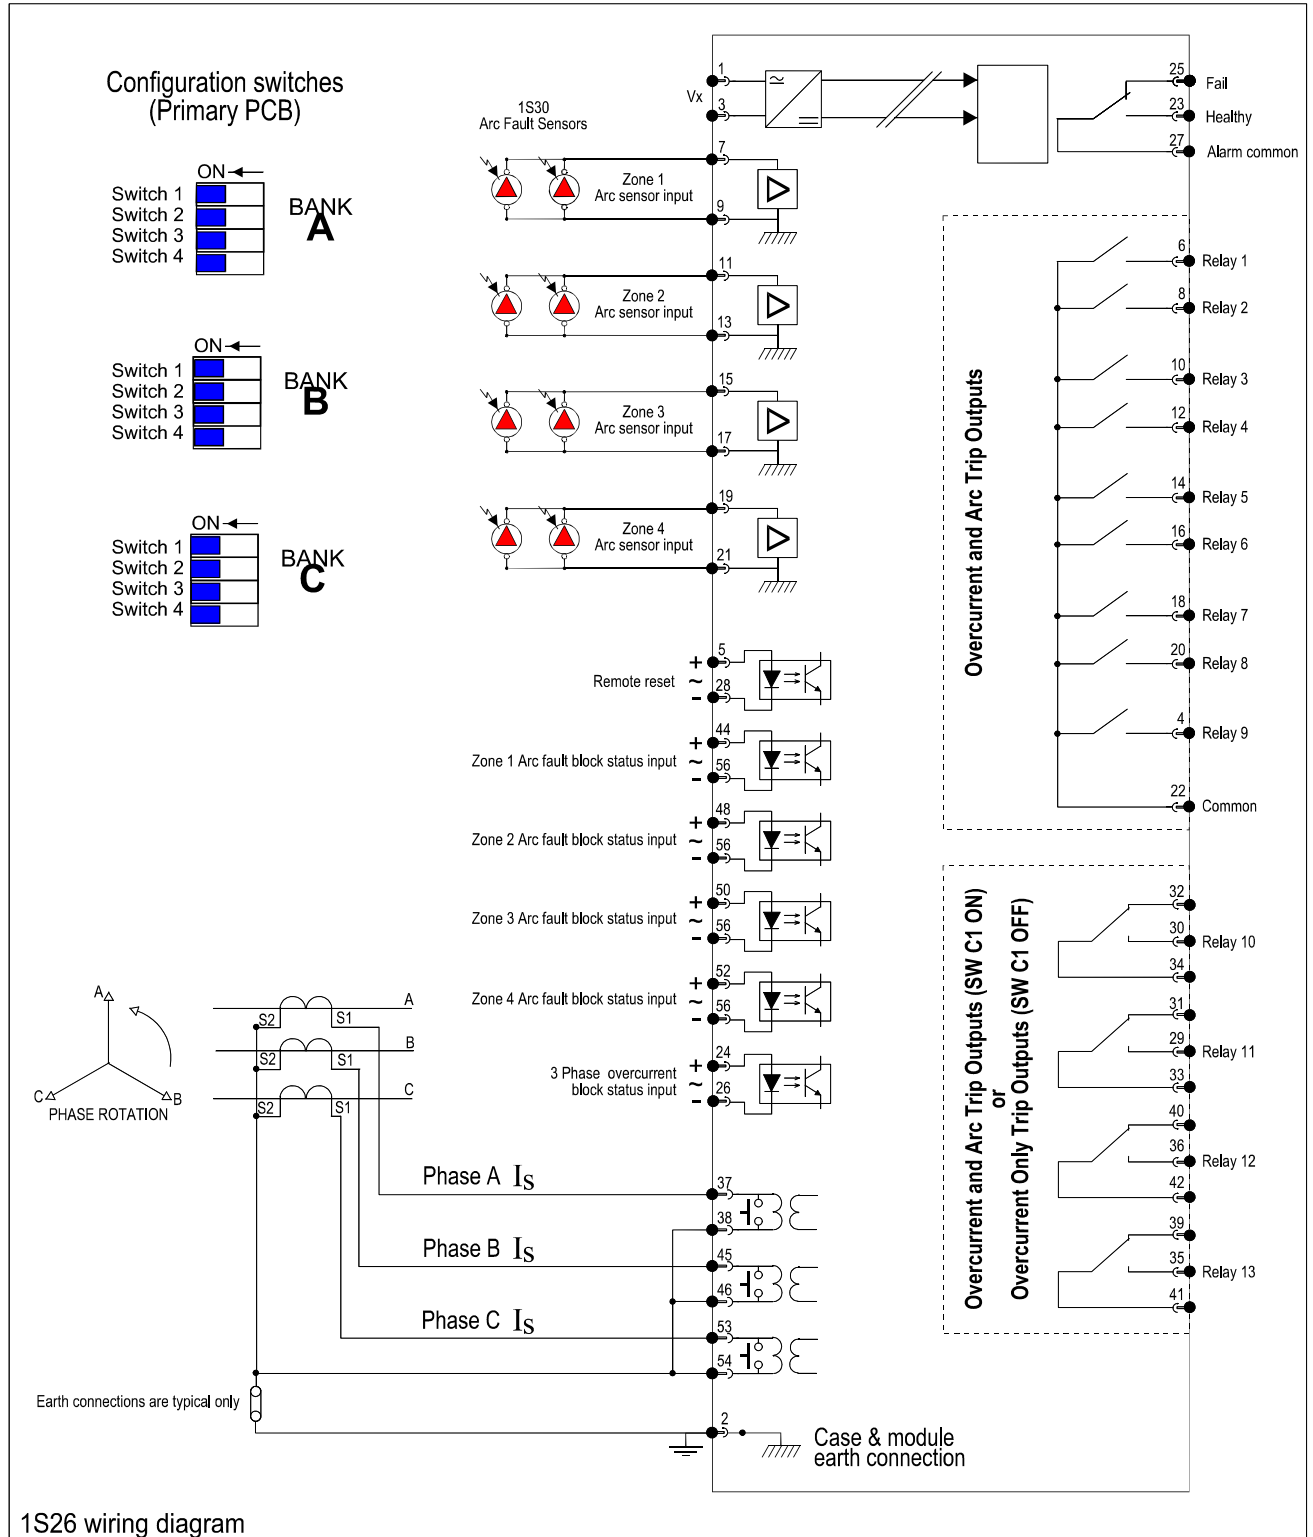 Configuration switches
(Primary PCB)
ON
Switch 1
Switch 2
Switch 3
Switch 4
BANK
A
ON
Switch 1
Switch 2
Switch 3
Switch 4
BANK
B
ON
Switch 1
Switch 2
Switch 3
Switch 4
BANK
C
1S30
Arc Fault Sensors
Vx
1
3
7
Zone 1
Arc sensor input
9
11
Zone 2
Arc sensor input
13
15
Zone 3
Arc sensor input
17
19
Zone 4
Arc sensor input
21
Remote reset
+
~
-
5
28
Zone 1 Arc fault block status input
+
~
-
44
56
Zone 2 Arc fault block status input
+
~
-
48
56
Zone 3 Arc fault block status input
+
~
-
50
56
Zone 4 Arc fault block status input
+
~
-
52
56
3 Phase overcurrent
block status input
+
~
-
24
26
A
C
B
PHASE ROTATION
A
S2
S1
B
S2
S1
C
S2
S1
Phase A Is
37
38
Phase B Is
45
46
Phase C Is
53
54
Earth connections are typical only
2
Case & module
earth connection
25
Fail
23
Healthy
27
Alarm common
Overcurrent and Arc Trip Outputs
6
Relay 1
8
Relay 2
10
Relay 3
12
Relay 4
14
Relay 5
16
Relay 6
18
Relay 7
20
Relay 8
4
Relay 9
22
Common
Overcurrent and Arc Trip Outputs (SW C1 ON)
or
Overcurrent Only Trip Outputs (SW C1 OFF)
32
30
Relay 10
34
31
29
Relay 11
33
40
36
Relay 12
42
39
35
Relay 13
41
1S26 wiring diagram